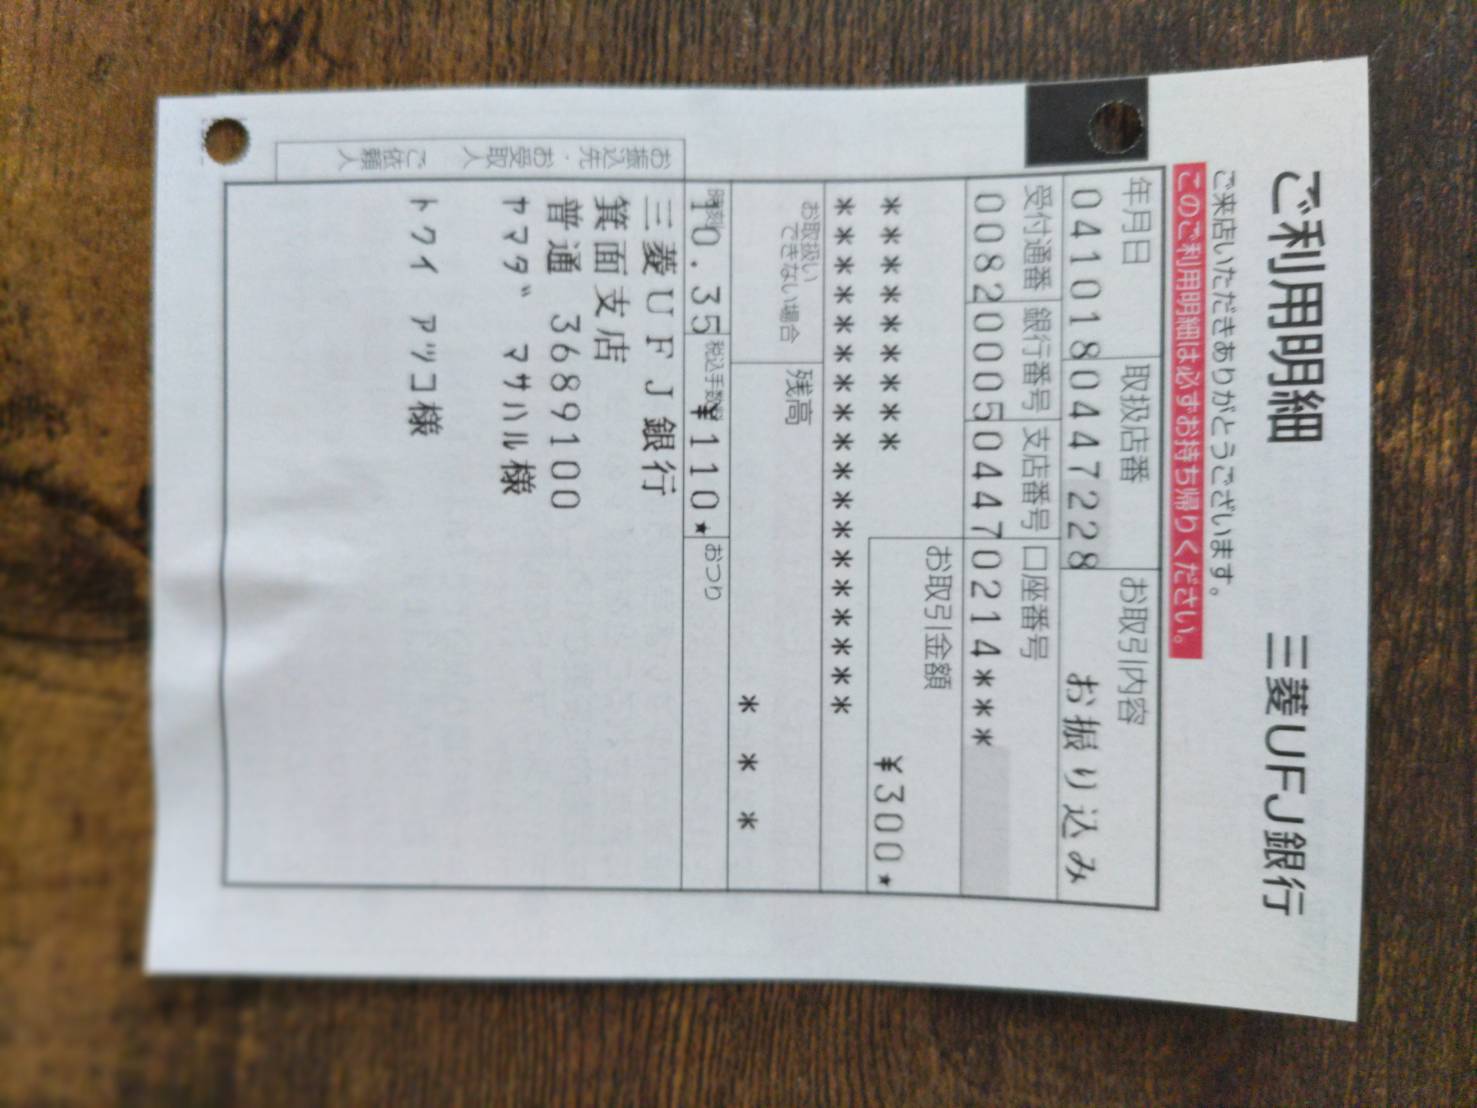 ご利用明細 三菱UFJ銀行
ご来店いただきありがとうございます。
このご利用明細は必ずお持ち帰りください。
年月日 取扱店番 お取引内容
041018 0447228 お振り込み
受付通番 銀行番号 支店番号 口座番号
0082 0005 0447 0214***
お取引金額
********* ¥300*
******************
お取扱いできない場合 残高
***
時刻 税込手数料 おつり
10.35 ¥110*
お振込先・お受取人
三菱UFJ銀行
箕面支店
普通 3689100
ヤマダ マサハル様
ご依頼人
トクイ アツコ様